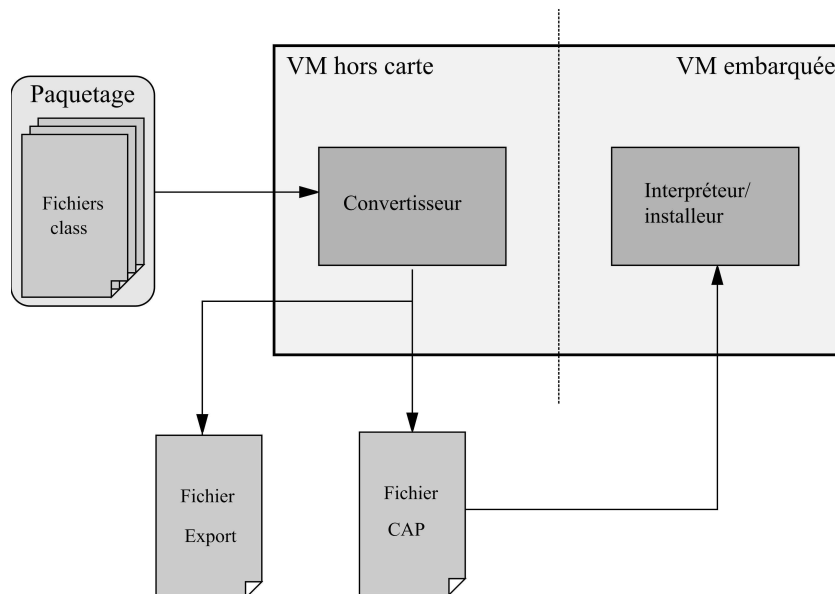 VM hors carte
VM embarquée
Paquetage
Fichiers
class
Convertisseur
Interpréteur/
installeur
Fichier
Export
Fichier
CAP